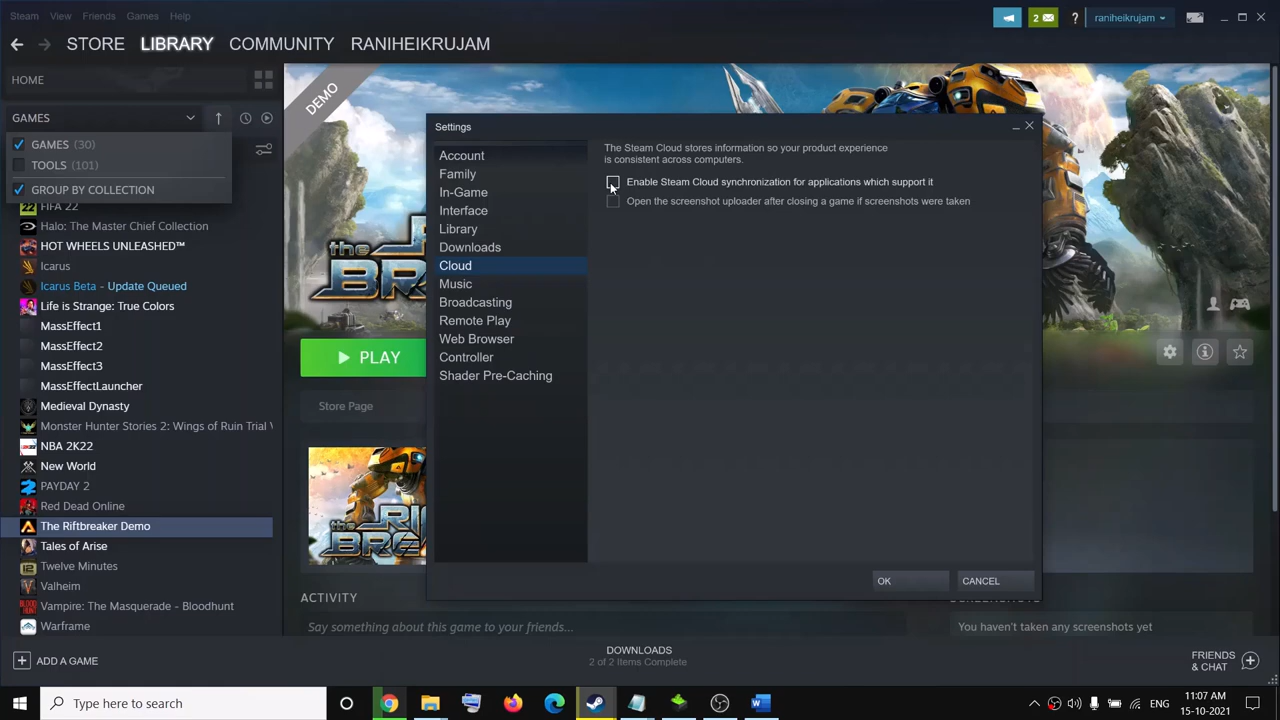 Steam View Friends Games Help
2
?
raniheikrujam
STORE LIBRARY COMMUNITY RANIHEIKRUJAM
HOME
GAMES
GAMES (30)
TOOLS (101)
GROUP BY COLLECTION
FIFA 22
Halo: The Master Chief Collection
HOT WHEELS UNLEASHED™
Icarus
Icarus Beta - Update Queued
Life is Strange: True Colors
MassEffect1
MassEffect2
MassEffect3
MassEffectLauncher
Medieval Dynasty
Monster Hunter Stories 2: Wings of Ruin Trial
NBA 2K22
New World
PAYDAY 2
Red Dead Online
The Riftbreaker Demo
Tales of Arise
Twelve Minutes
Valheim
Vampire: The Masquerade - Bloodhunt
Warframe
ADD A GAME
DEMO
PLAY
Store Page
ACTIVITY
Say something about this game to your friends...
You haven't taken any screenshots yet
Settings
Account
Family
In-Game
Interface
Library
Downloads
Cloud
Music
Broadcasting
Remote Play
Web Browser
Controller
Shader Pre-Caching
The Steam Cloud stores information so your product experience
is consistent across computers.
Enable Steam Cloud synchronization for applications which support it
Open the screenshot uploader after closing a game if screenshots were taken
OK CANCEL
DOWNLOADS
2 of 2 Items Complete
FRIENDS
& CHAT
Type here to search
ENG
11:07 AM
15-10-2021